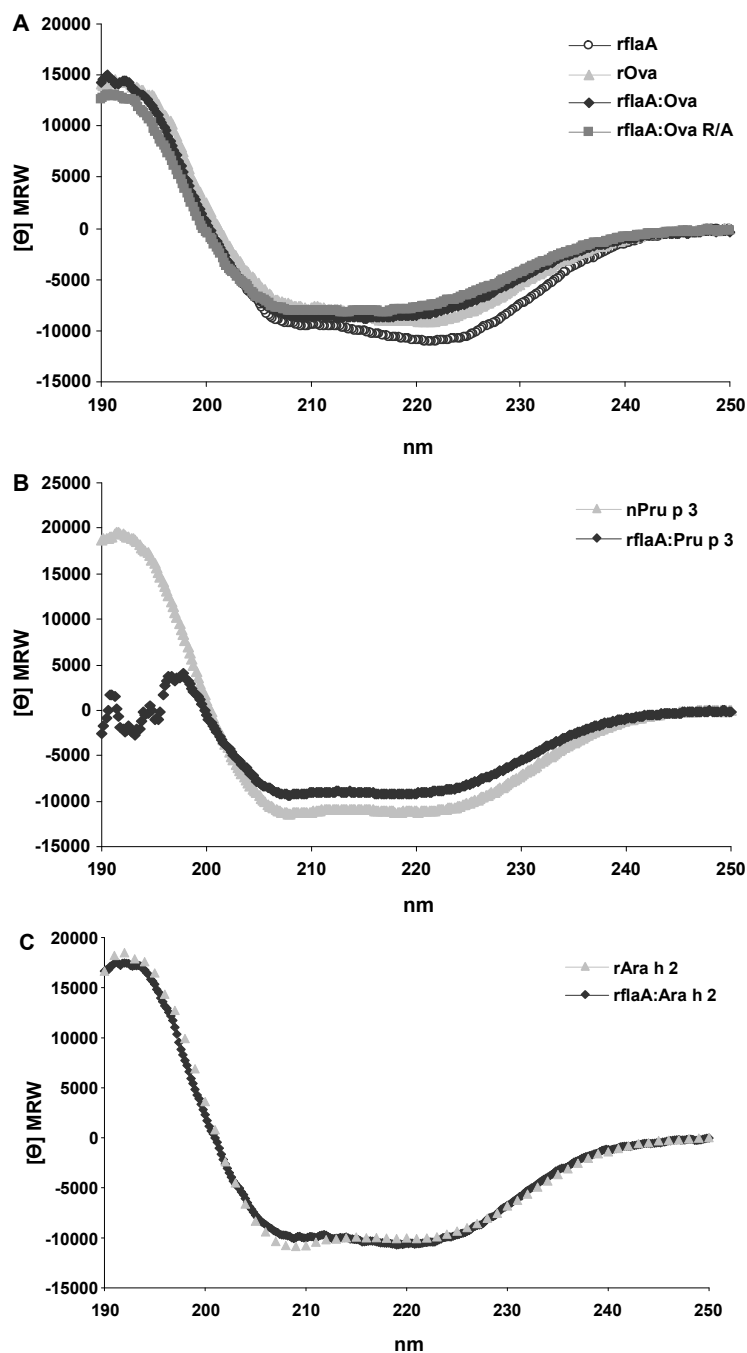 A
20000
15000
10000
5000
0
-5000
-10000
-15000
[Θ] MRW
190 200 210 220 230 240 250
nm
rflaA
rOva
rflaA:Ova
rflaA:Ova R/A
B
25000
20000
15000
10000
5000
0
-5000
-10000
-15000
[Θ] MRW
190 200 210 220 230 240 250
nm
nPru p 3
rflaA:Pru p 3
C
20000
15000
10000
5000
0
-5000
-10000
-15000
[Θ] MRW
190 200 210 220 230 240 250
nm
rAra h 2
rflaA:Ara h 2